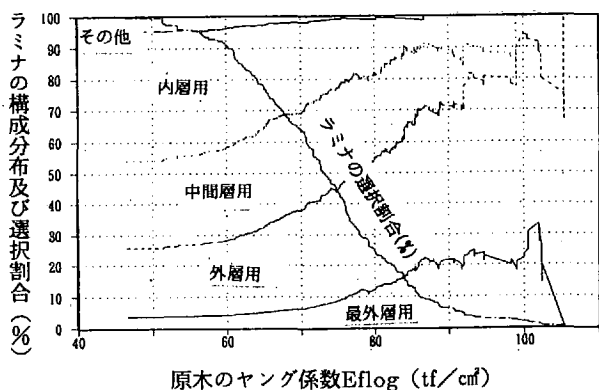 ラミナの構成分布及び選択割合（％）
100
90
80
70
60
50
40
30
20
10
0
その他
内層用
中間層用
外層用
最外層用
ラミナの選択割合(%)
40
60
80
100
原木のヤング係数Eflog（tf/c㎡）